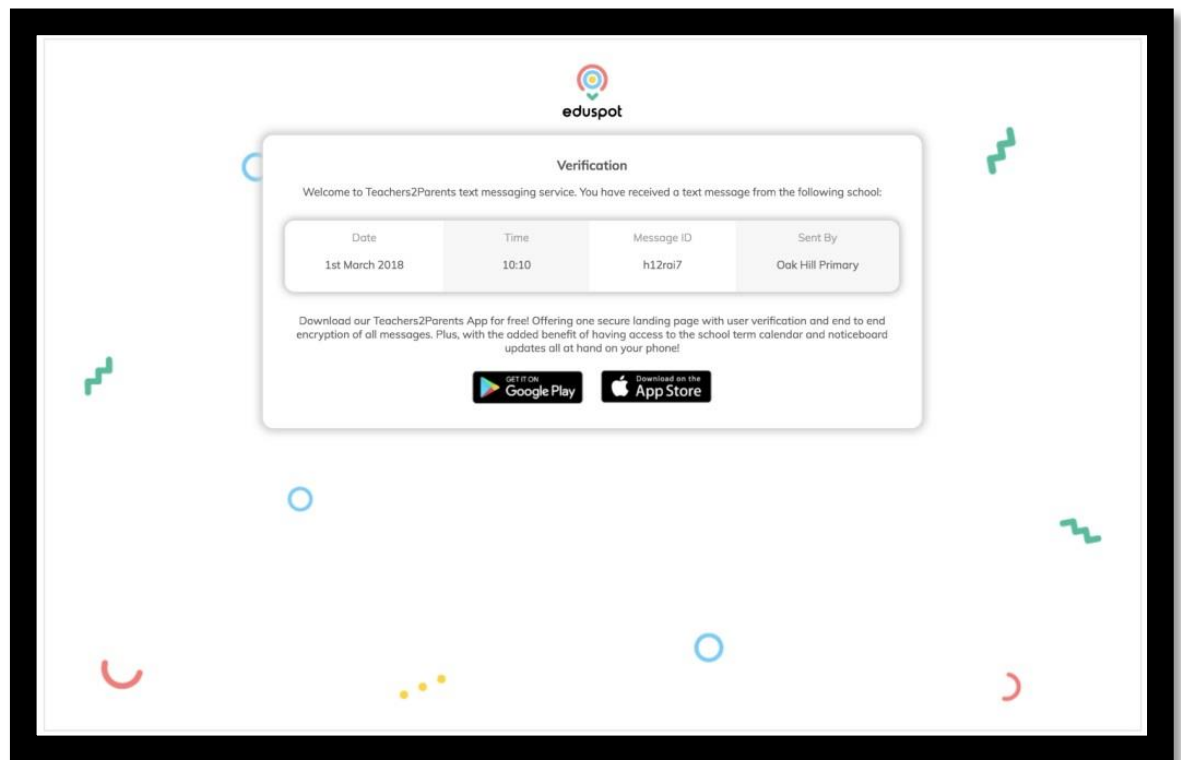 eduspot
Verification
Welcome to Teachers2Parents text messaging service. You have received a text message from the following school:
Date Time Message ID Sent By
1st March 2018 10:10 h12rai7 Oak Hill Primary
Download our Teachers2Parents App for free! Offering one secure landing page with user verification and end to end
encryption of all messages. Plus, with the added benefit of having access to the school term calendar and noticeboard
updates all at hand on your phone!
GET IT ON Download on the
Google Play App Store